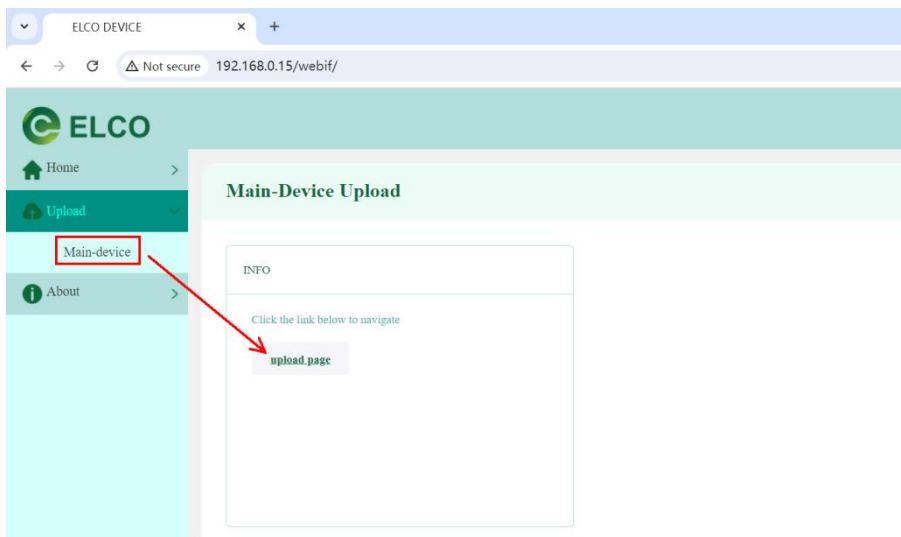 ELCO DEVICE
Not secure 192.168.0.15/webif/
ELCO
Home
Upload
Main-device
About
Main-Device Upload
INFO
Click the link below to navigate
upload page